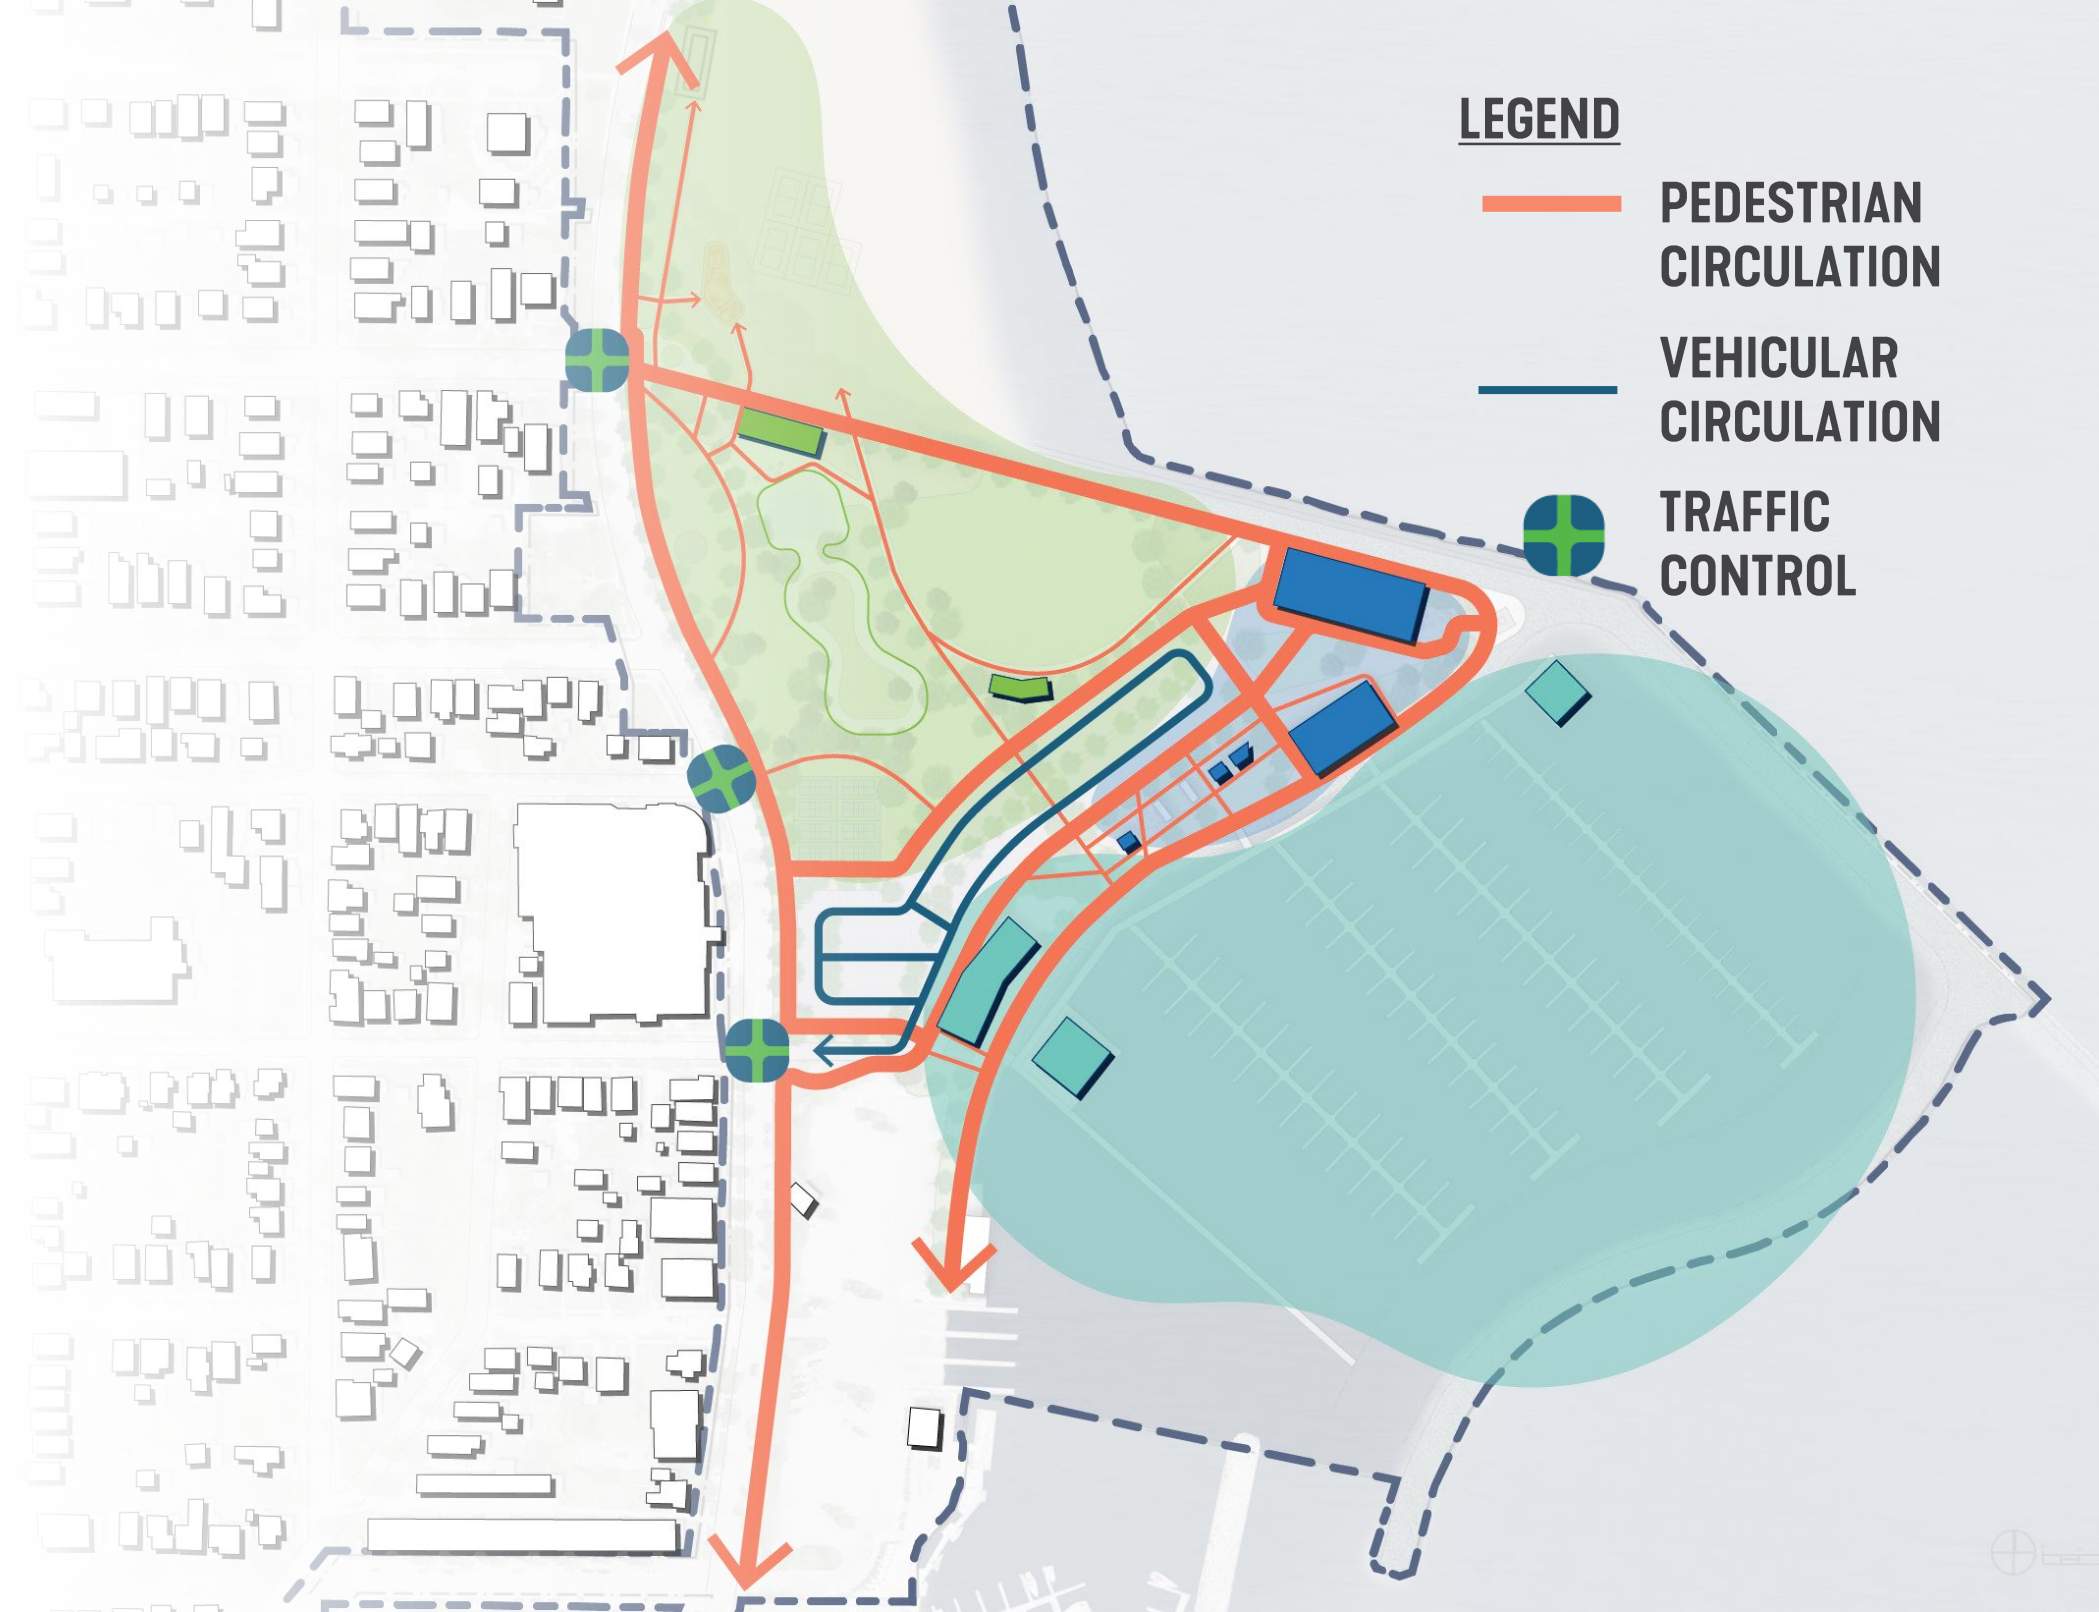 LEGEND
PEDESTRIAN
CIRCULATION
VEHICULAR
CIRCULATION
TRAFFIC
CONTROL